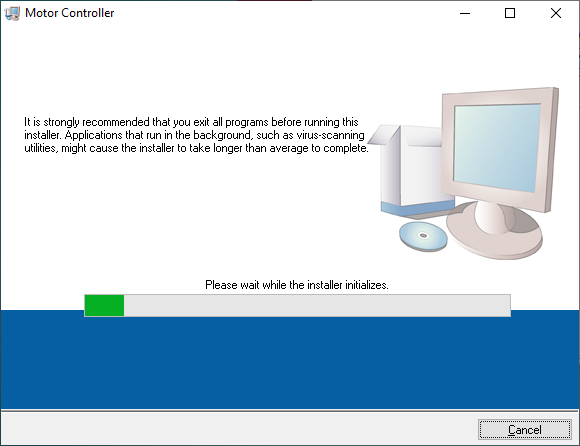 Motor Controller
It is strongly recommended that you exit all programs before running this
installer. Applications that run in the background, such as virus-scanning
utilities, might cause the installer to take longer than average to complete.
Please wait while the installer initializes.
Cancel